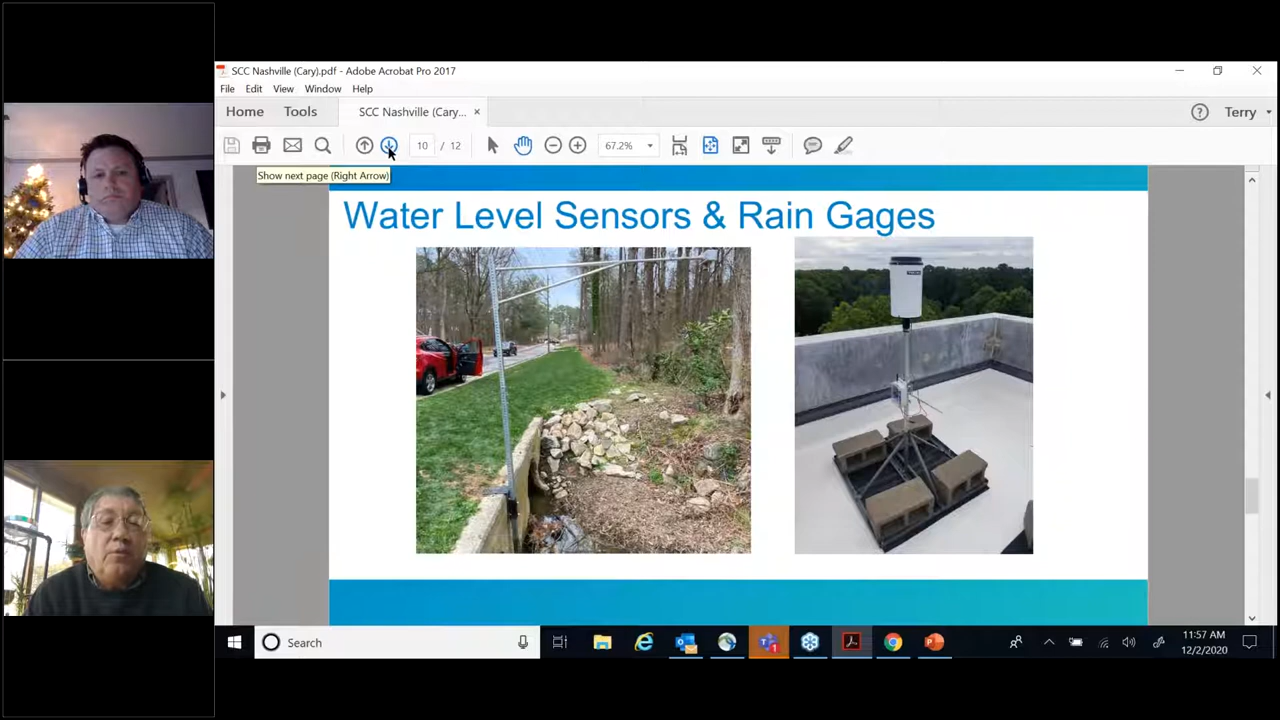 SCC Nashville (Cary).pdf - Adobe Acrobat Pro 2017
File Edit View Window Help
Home Tools SCC Nashville (Cary... × Terry
10 / 12 67.2%
Show next page (Right Arrow)
Water Level Sensors & Rain Gages
Search
1
11:57 AM
12/2/2020